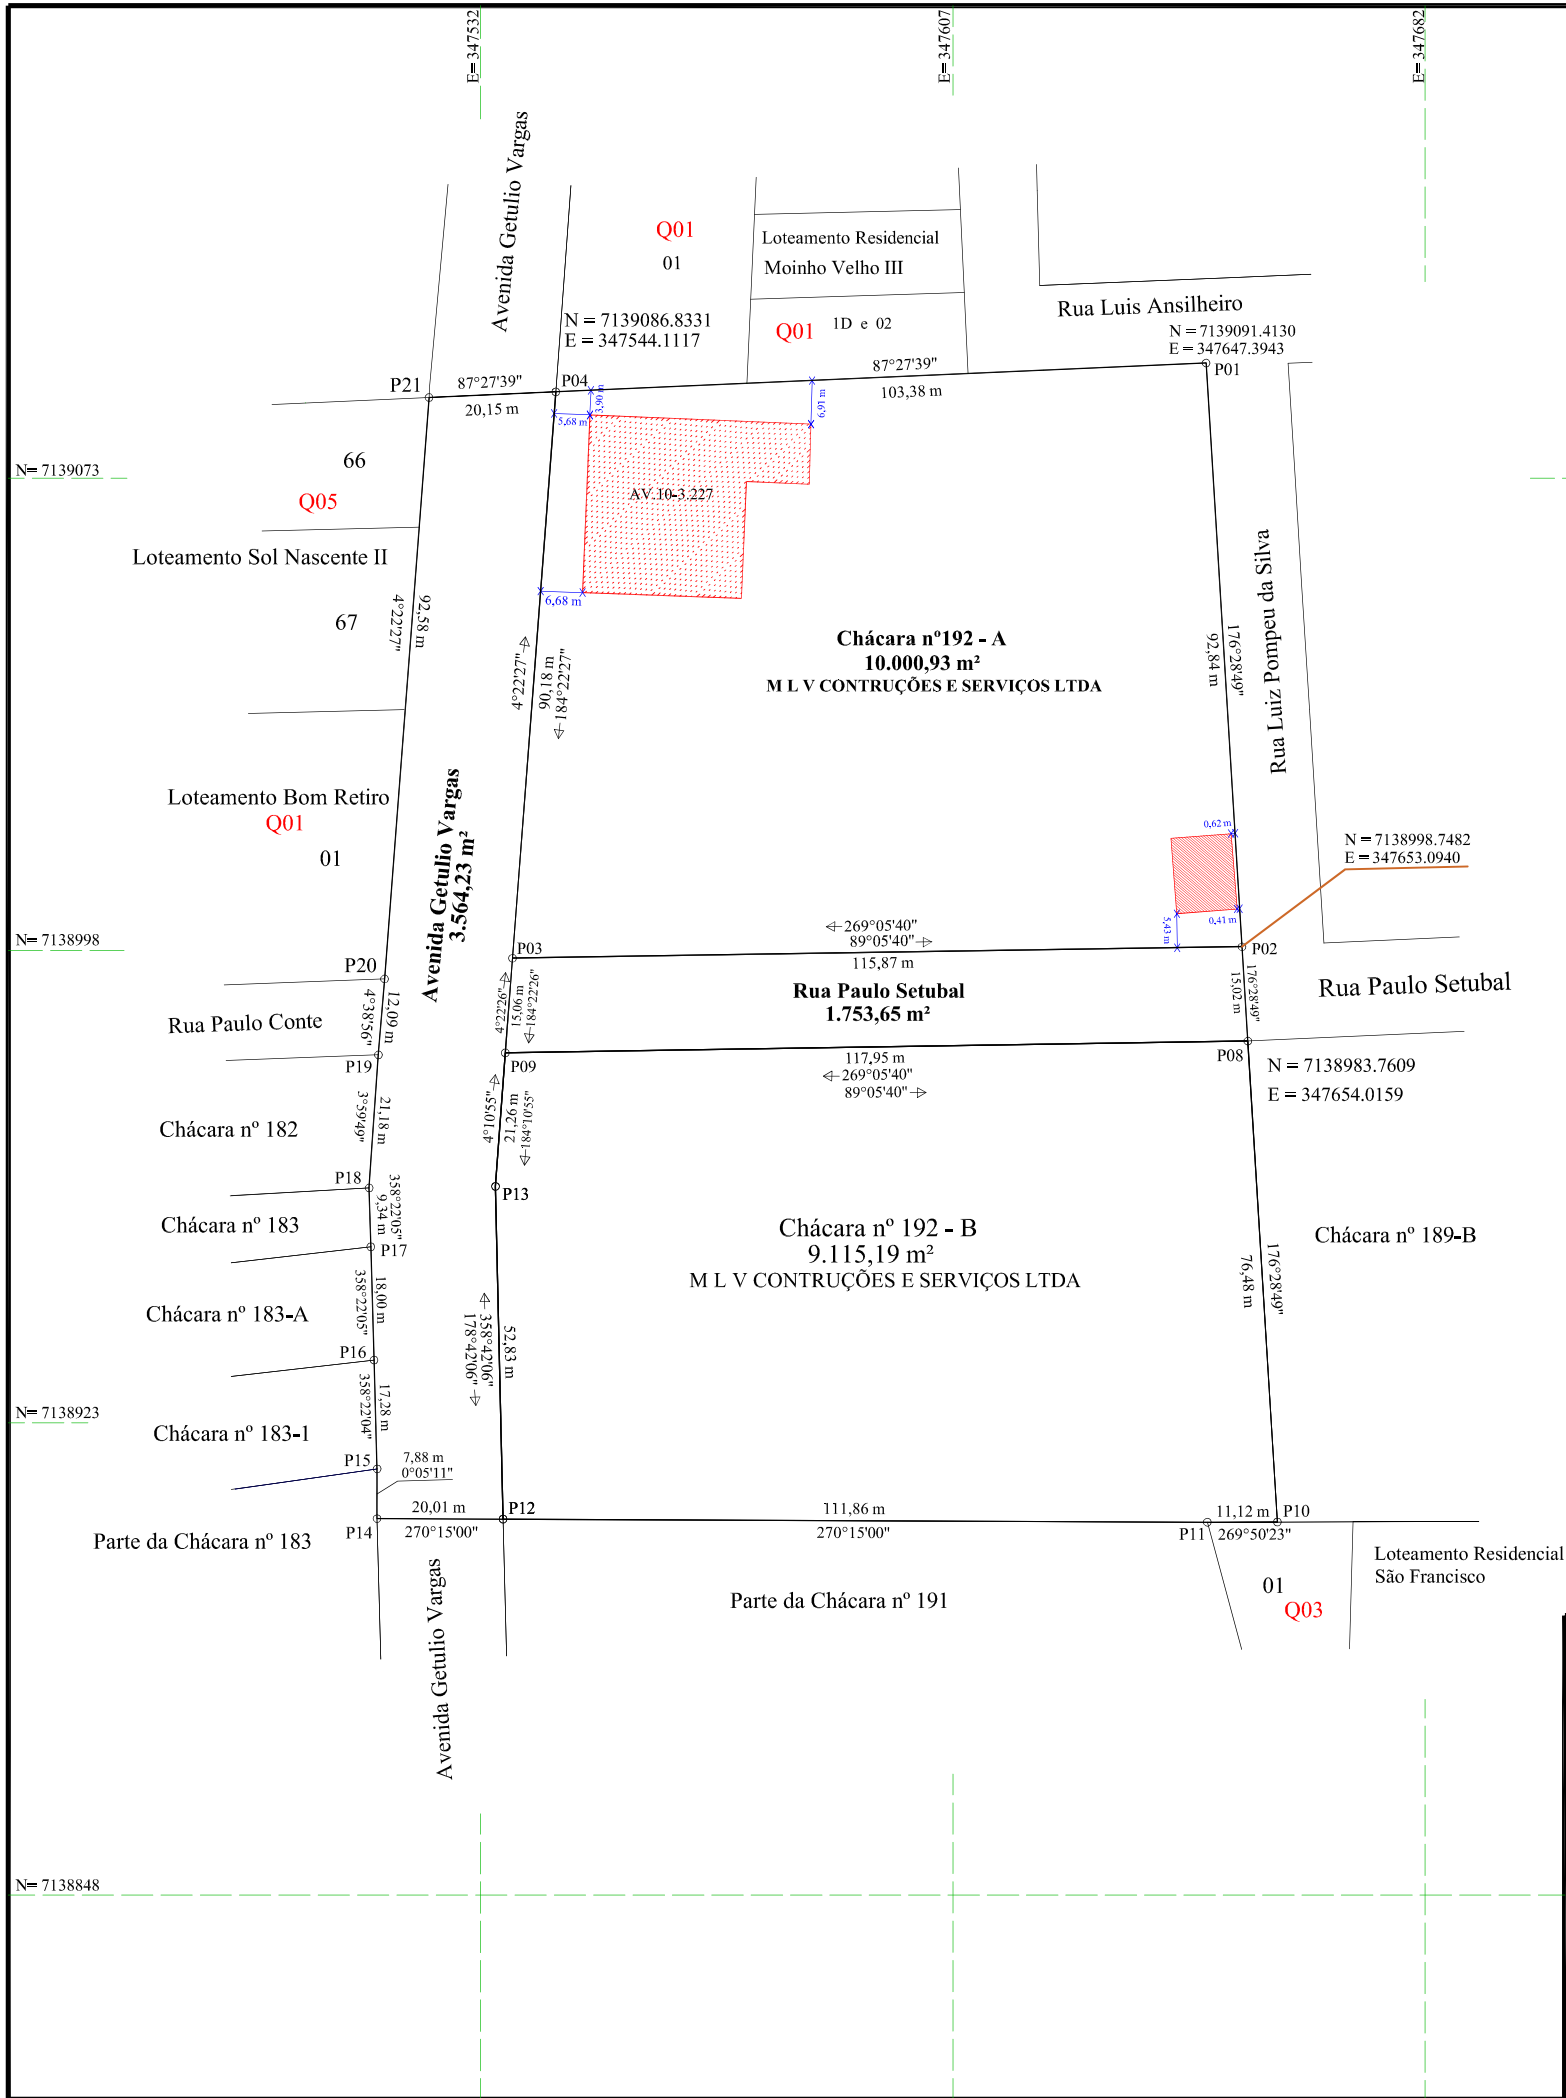 E= 347532
E= 347607
E= 347682
Avenida Getulio Vargas
Q01
01
Loteamento Residencial
Moinho Velho III
Q01
1D e 02
Rua Luis Ansilheiro
N = 7139086.8331
E = 347544.1117
N = 7139091.4130
E = 347647.3943
P21
87°27'39"
20,15 m
P04
87°27'39"
103,38 m
P01
3,90 m
5,68 m
6,91 m
N= 7139073
66
Q05
AV.10-3.227
Loteamento Sol Nascente II
67
92,58 m
4°22'27"
6,68 m
4°22'27"
90,18 m
184°22'27"
Chácara nº192 - A
10.000,93 m²
M L V CONTRUÇÕES E SERVIÇOS LTDA
176°28'49"
92,84 m
Rua Luiz Pompeu da Silva
Loteamento Bom Retiro
Q01
01
Avenida Getulio Vargas
3.564,23 m²
0,62 m
0,41 m
5,43 m
N = 7138998.7482
E = 347653.0940
N= 7138998
P03
269°05'40"
89°05'40"
115,87 m
P02
P20
12,09 m
4°38'56"
Rua Paulo Conte
4°22'26"
15,06 m
184°22'26"
Rua Paulo Setubal
1.753,65 m²
176°28'49"
15,02 m
Rua Paulo Setubal
P19
P09
117,95 m
269°05'40"
89°05'40"
P08
N = 7138983.7609
E = 347654.0159
21,18 m
3°59'49"
Chácara nº 182
4°10'55"
21,26 m
184°10'55"
P18
P13
358°22'05"
9,34 m
Chácara nº 183
P17
Chácara nº 192 - B
9.115,19 m²
M L V CONTRUÇÕES E SERVIÇOS LTDA
Chácara nº 189-B
176°28'49"
76,48 m
18,00 m
358°22'05"
Chácara nº 183-A
52,83 m
358°42'06"
178°42'06"
P16
17,28 m
358°22'04"
N= 7138923
Chácara nº 183-1
P15
7,88 m
0°05'11"
P14
20,01 m
270°15'00"
P12
111,86 m
270°15'00"
P11
11,12 m
269°50'23"
P10
Parte da Chácara nº 183
Avenida Getulio Vargas
Parte da Chácara nº 191
01
Q03
Loteamento Residencial
São Francisco
N= 7138848